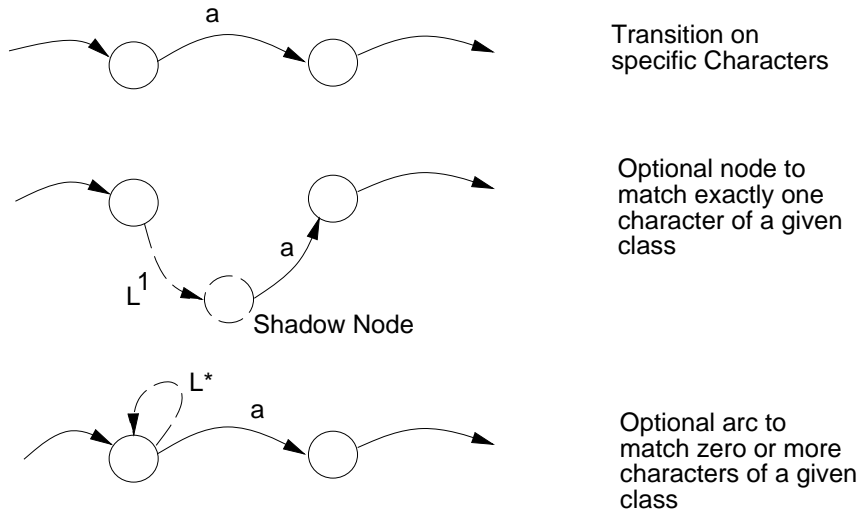 a
Transition on
specific Characters
Optional node to
match exactly one
character of a given
class
a
L1
Shadow Node
L*
a
Optional arc to
match zero or more
characters of a given
class